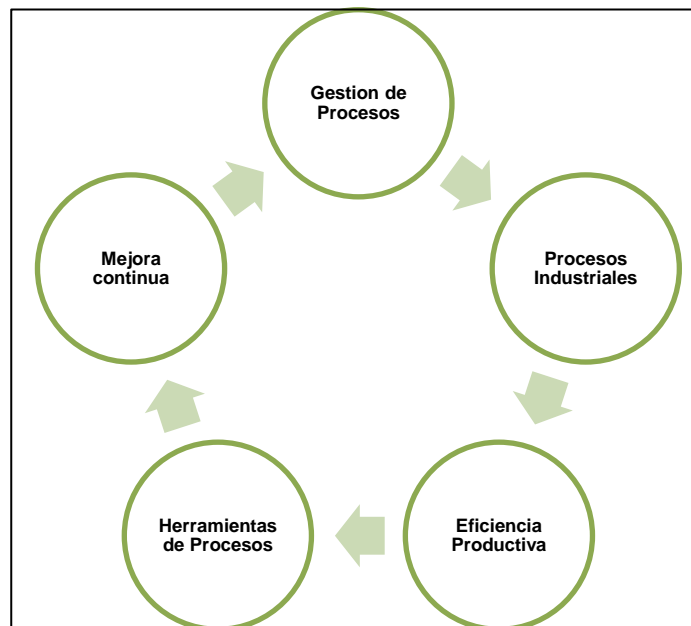 Gestion de
Procesos
Procesos
Industriales
Eficiencia
Productiva
Herramientas
de Procesos
Mejora
continua